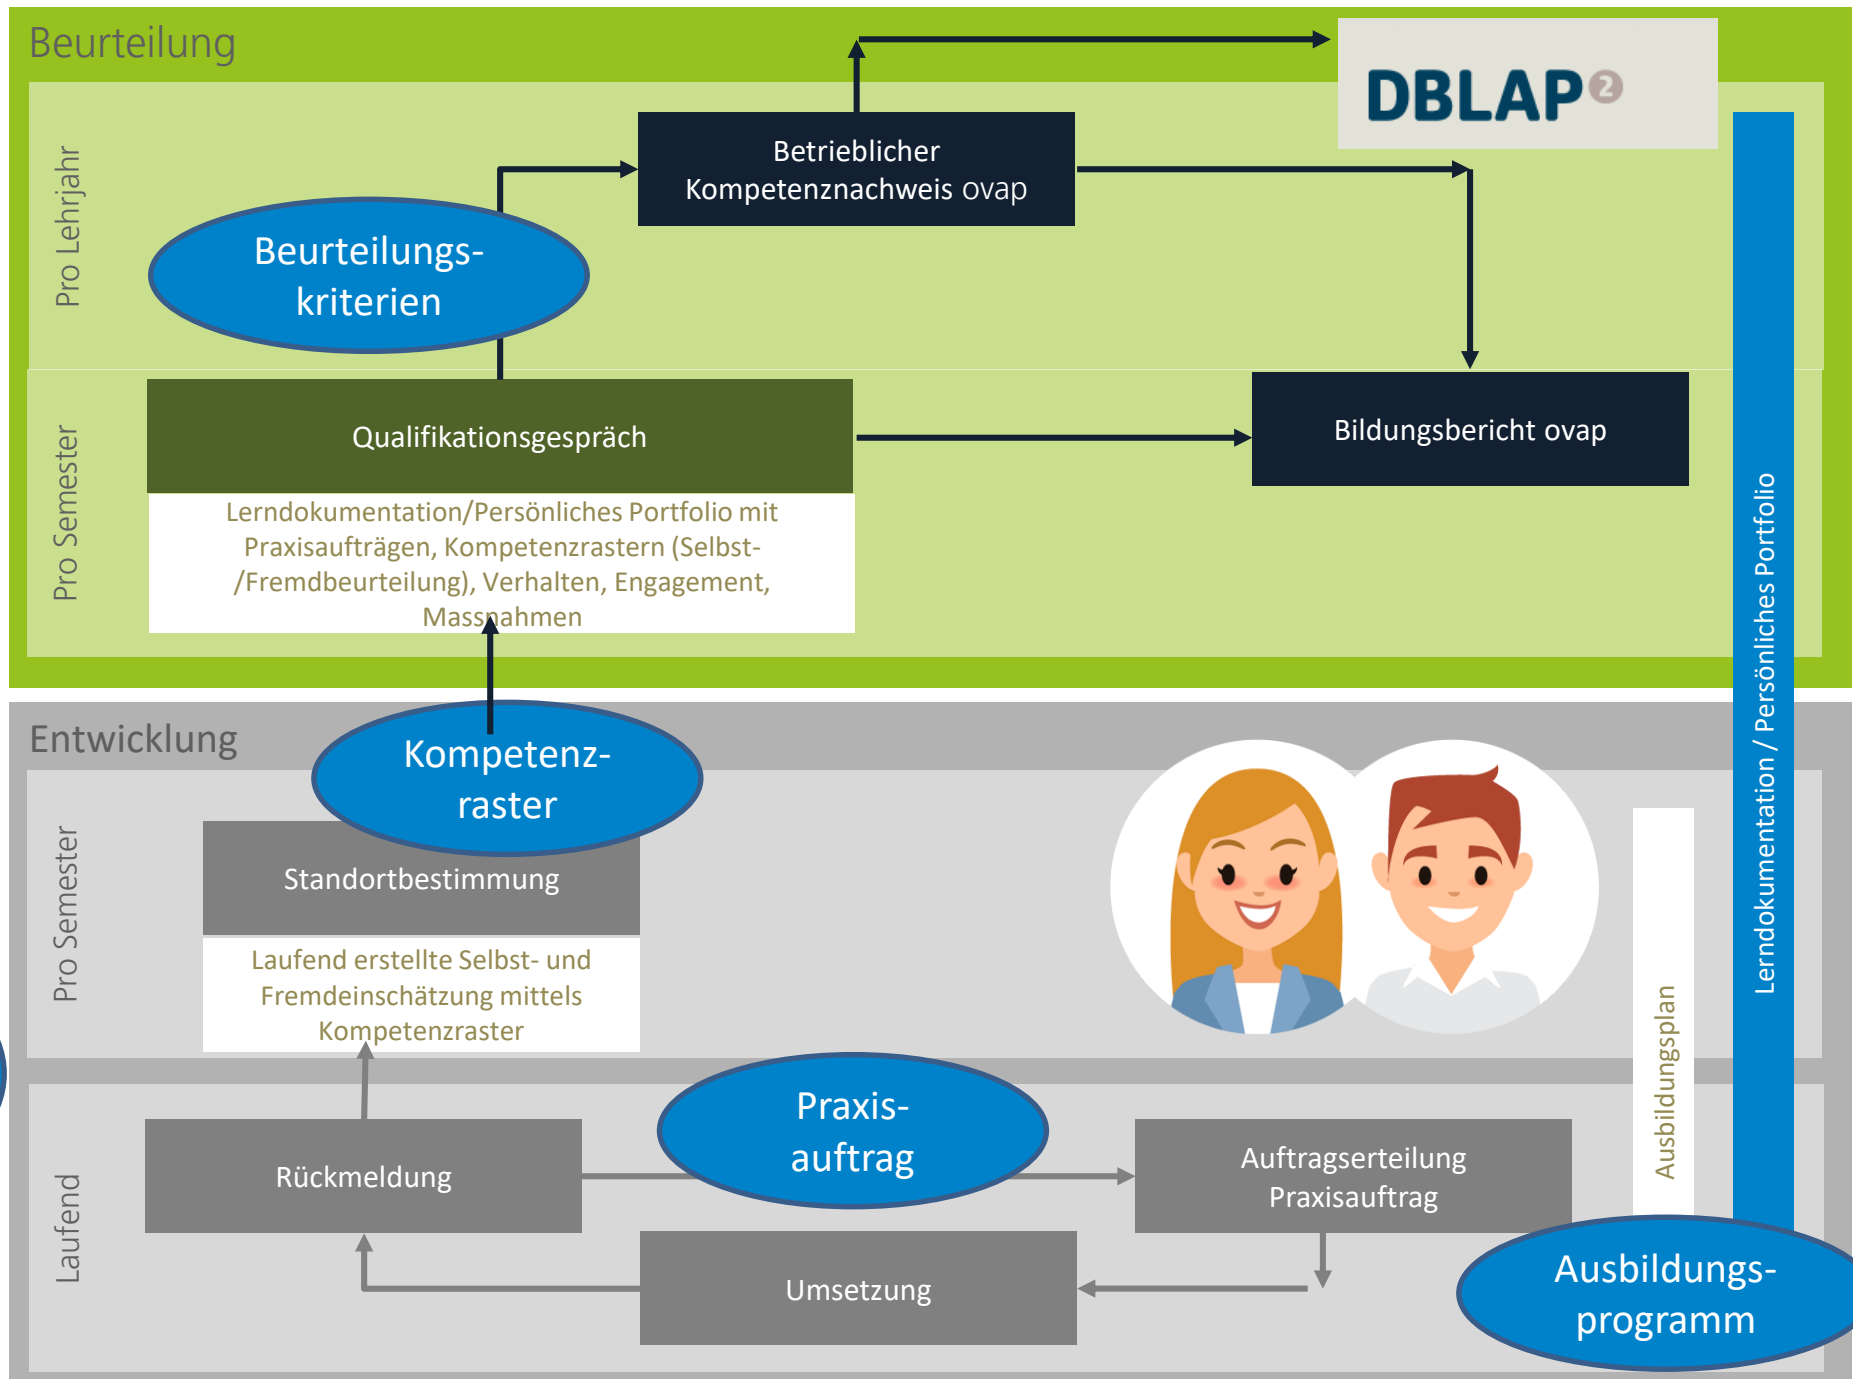 Beurteilung
DBLAP2
Pro Lehrjahr
Betrieblicher
Kompetenznachweis ovap
Beurteilungs-
kriterien
Pro Semester
Qualifikationsgespräch
Bildungsbericht ovap
Lerndokumentation/Persönliches Portfolio mit
Praxisaufträgen, Kompetenzrastern (Selbst-
/Fremdbeurteilung), Verhalten, Engagement,
Massnahmen
Lerndokumentation / Persönliches Portfolio
Entwicklung
Kompetenz-
raster
Pro Semester
Standortbestimmung
Laufend erstellte Selbst- und
Fremdeinschätzung mittels
Kompetenzraster
Ausbildungsplan
Laufend
Praxis-
auftrag
Rückmeldung
Auftragserteilung
Praxisauftrag
Umsetzung
Ausbildungs-
programm